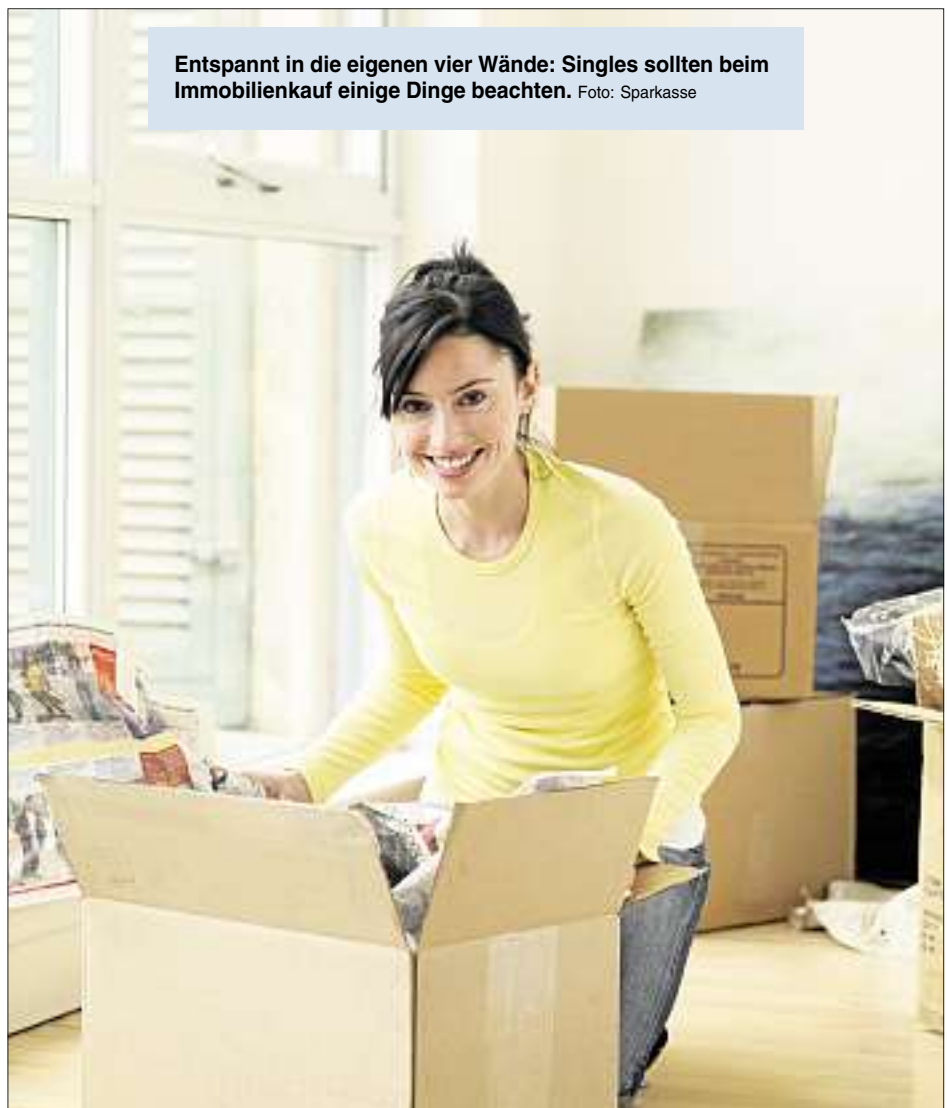 Entspannt in die eigenen vier Wände: Singles sollten beim
Immobilienkauf einige Dinge beachten. Foto: Sparkasse